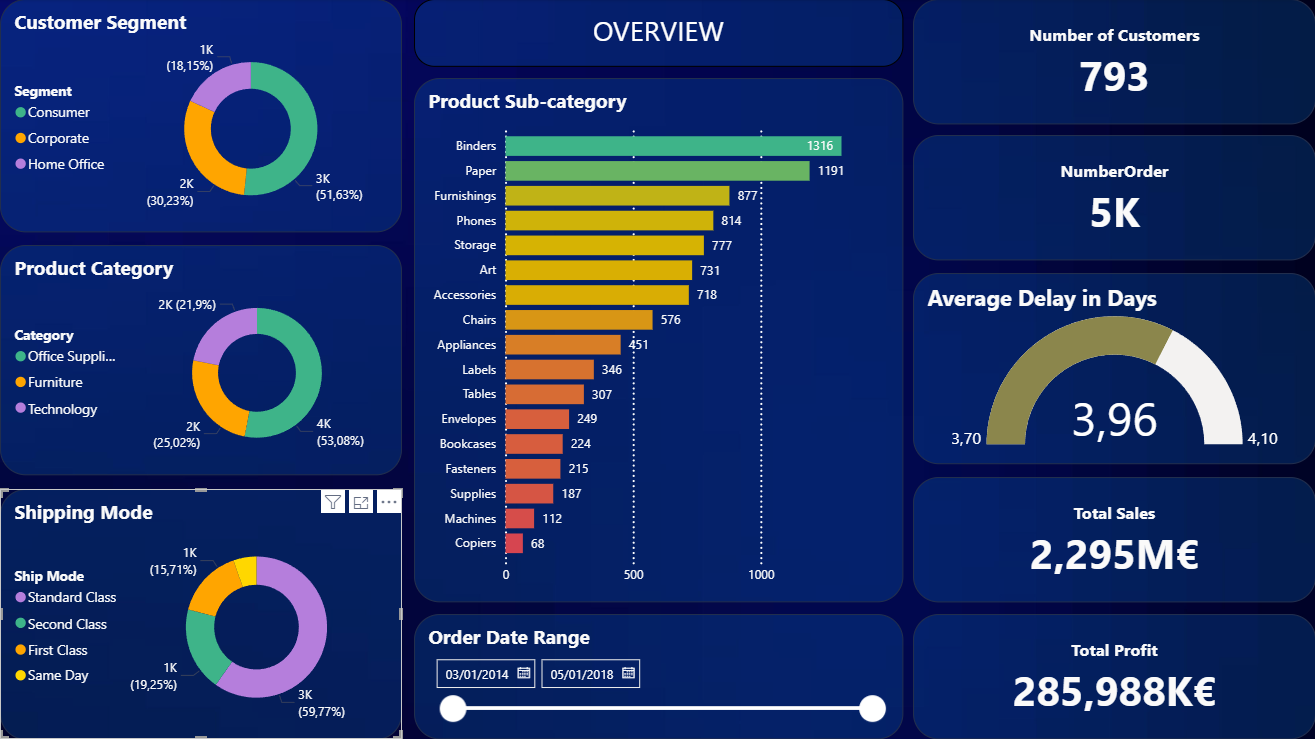 Customer Segment
Segment
Consumer
Corporate
Home Office
1K
(18,15%)
2K
(30,23%)
3K
(51,63%)
Product Category
Category
Office Suppli...
Furniture
Technology
2K (21,9%)
2K
(25,02%)
4K
(53,08%)
Shipping Mode
Ship Mode
Standard Class
Second Class
First Class
Same Day
1K
(15,71%)
1K
(19,25%)
3K
(59,77%)
OVERVIEW
Product Sub-category
Binders 1316
Paper 1191
Furnishings 877
Phones 814
Storage 777
Art 731
Accessories 718
Chairs 576
Appliances 451
Labels 346
Tables 307
Envelopes 249
Bookcases 224
Fasteners 215
Supplies 187
Machines 112
Copiers 68
0 500 1000
Order Date Range
03/01/2014 05/01/2018
Number of Customers
793
NumberOrder
5K
Average Delay in Days
3,96
3,70 4,10
Total Sales
2,295M€
Total Profit
285,988K€